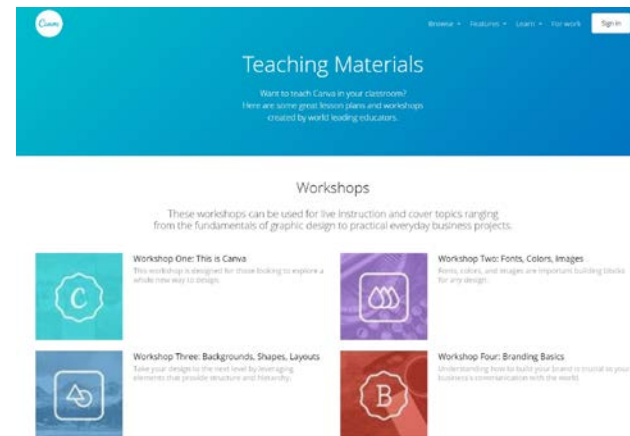 Canva
Browse Features Learn For work Sign in
Teaching Materials
Want to teach Canva in your classroom?
Here are some great lesson plans and workshops
created by world leading educators.
Workshops
These workshops can be used for live instruction and cover topics ranging
from the fundamentals of graphic design to practical everyday business projects.
Workshop One: This is Canva
This workshop is designed for those looking to explore a
whole new way to design.
C
Workshop Two: Fonts, Colors, Images
Fonts, colors, and images are important building blocks
for any design.
Workshop Three: Backgrounds, Shapes, Layouts
Take your design to the next level by leveraging
elements that provide structure and hierarchy.
Workshop Four: Branding Basics
Understanding how to build your brand is crucial to your
business's communication with the world.
B